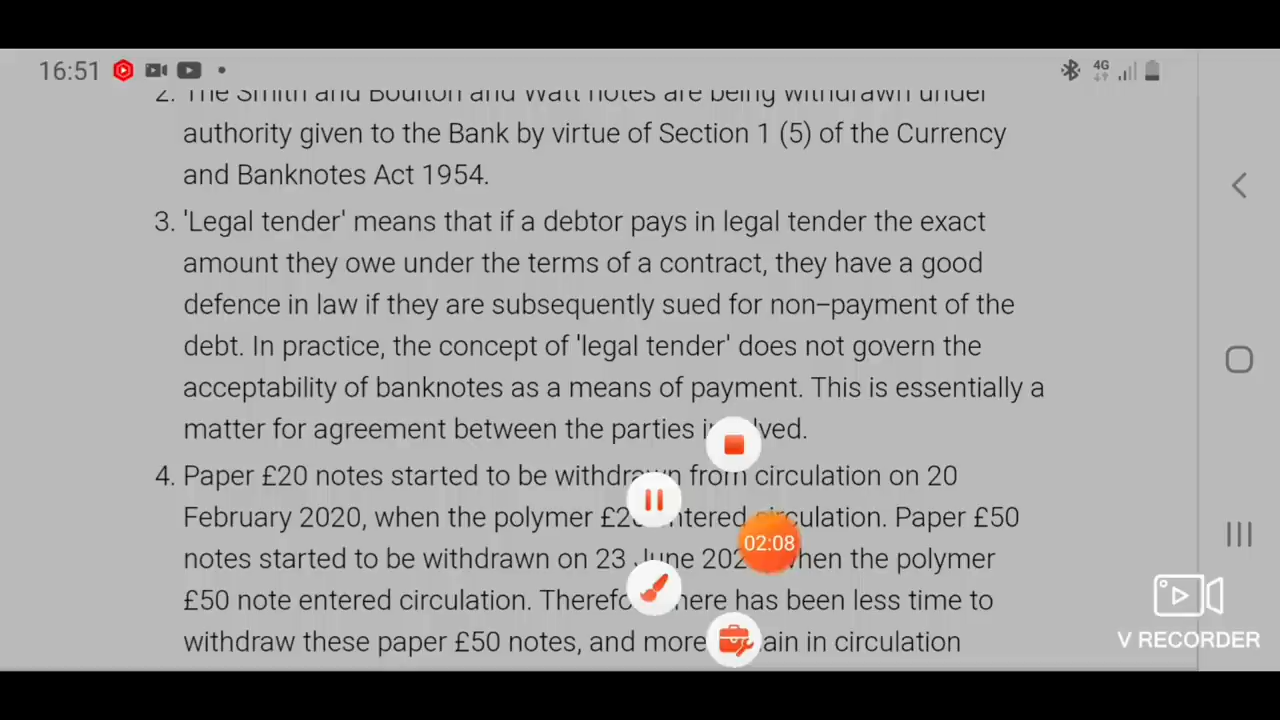 16:51
4G
2. The Smith and Boulton and Watt notes are being withdrawn under
authority given to the Bank by virtue of Section 1 (5) of the Currency
and Banknotes Act 1954.
3. 'Legal tender' means that if a debtor pays in legal tender the exact
amount they owe under the terms of a contract, they have a good
defence in law if they are subsequently sued for non–payment of the
debt. In practice, the concept of 'legal tender' does not govern the
acceptability of banknotes as a means of payment. This is essentially a
matter for agreement between the parties
4. Paper £20 notes started to be withdrawn from circulation on 20
February 2020, when the polymer entered circulation. Paper £50
02:08
notes started to be withdrawn on 23 June when the polymer
£50 note entered circulation. has been less time to
withdraw these paper £50 notes, and more in circulation
V RECORDER